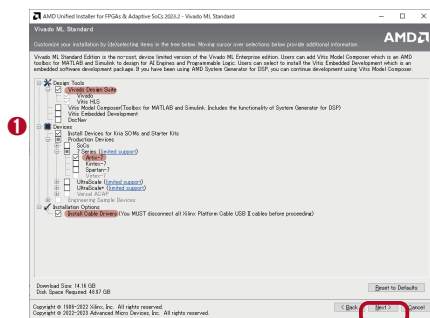 AMD Unified Installer for FPGAs & Adaptive SoCs 2023.2 - Vivado ML Standard
Vivado ML Standard
Customize your installation by (de)selecting items in the tree below. Moving cursor over selections below provide additional information.
AMD
Vivado ML Standard Edition is the no-cost, device limited version of the Vivado ML Enterprise edition. Users can add Vitis Model Composer which is an AMD
toolbox for MATLAB and Simulink to design for AI Engines and Programmable Logic. Users can select to install the Vitis Embedded Development which is an
embedded software development package. If you have been using AMD System Generator for DSP, you can continue development using Vitis Model Composer.
Design Tools
Vivado Design Suite
Vivado
Vitis HLS
Vitis Model Composer(Toolbox for MATLAB and Simulink. Includes the functionality of System Generator for DSP)
Vitis Embedded Development
DocNav
1
Devices
Install Devices for Kria SOMs and Starter Kits
Production Devices
SoCs
7 Series (limited support)
Artix-7
Kintex-7
Spartan-7
Virtex-7
UltraScale (limited support)
UltraScale+ (limited support)
Versal ACAP
Engineering Sample Devices
Installation Options
Install Cable Drivers(You MUST disconnect all Xilinx Platform Cable USB II cables before proceeding)
Download Size: 14.16 GB
Disk Space Required: 48.97 GB
Reset to Defaults
Copyright © 1986-2022 Xilinx, Inc. All rights reserved.
Copyright © 2022-2023 Advanced Micro Devices, Inc. All rights reserved.
< Back
Next >
Cancel